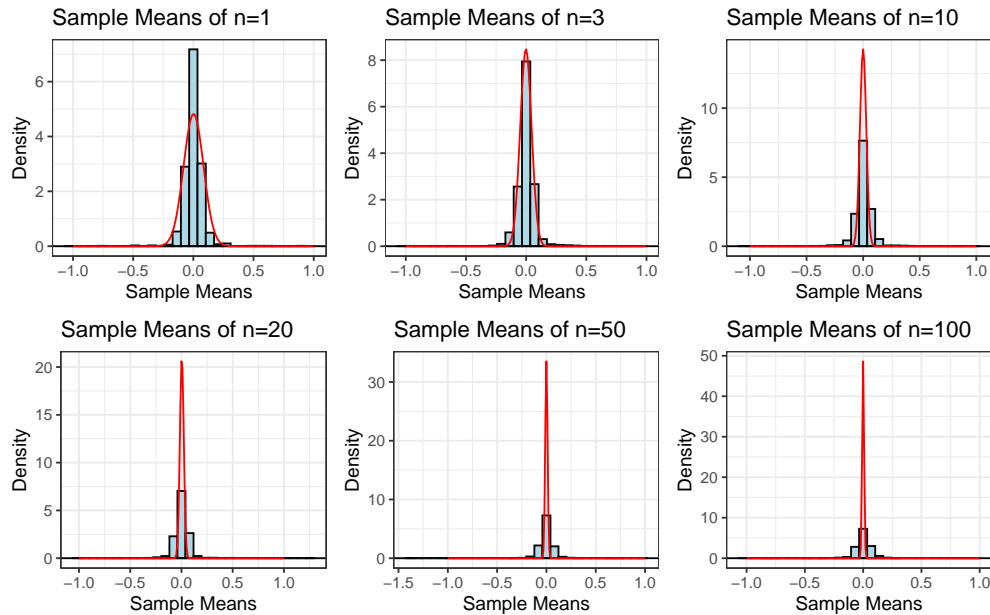 Sample Means of n=1
Density
6
4
2
0
−1.0 −0.5 0.0 0.5 1.0
Sample Means
Sample Means of n=3
Density
8
6
4
2
0
−1.0 −0.5 0.0 0.5 1.0
Sample Means
Sample Means of n=10
Density
10
5
0
−1.0 −0.5 0.0 0.5 1.0
Sample Means
Sample Means of n=20
Density
20
15
10
5
0
−1.0 −0.5 0.0 0.5 1.0
Sample Means
Sample Means of n=50
Density
30
20
10
0
−1.5 −1.0 −0.5 0.0 0.5 1.0
Sample Means
Sample Means of n=100
Density
50
40
30
20
10
0
−1.0 −0.5 0.0 0.5 1.0
Sample Means